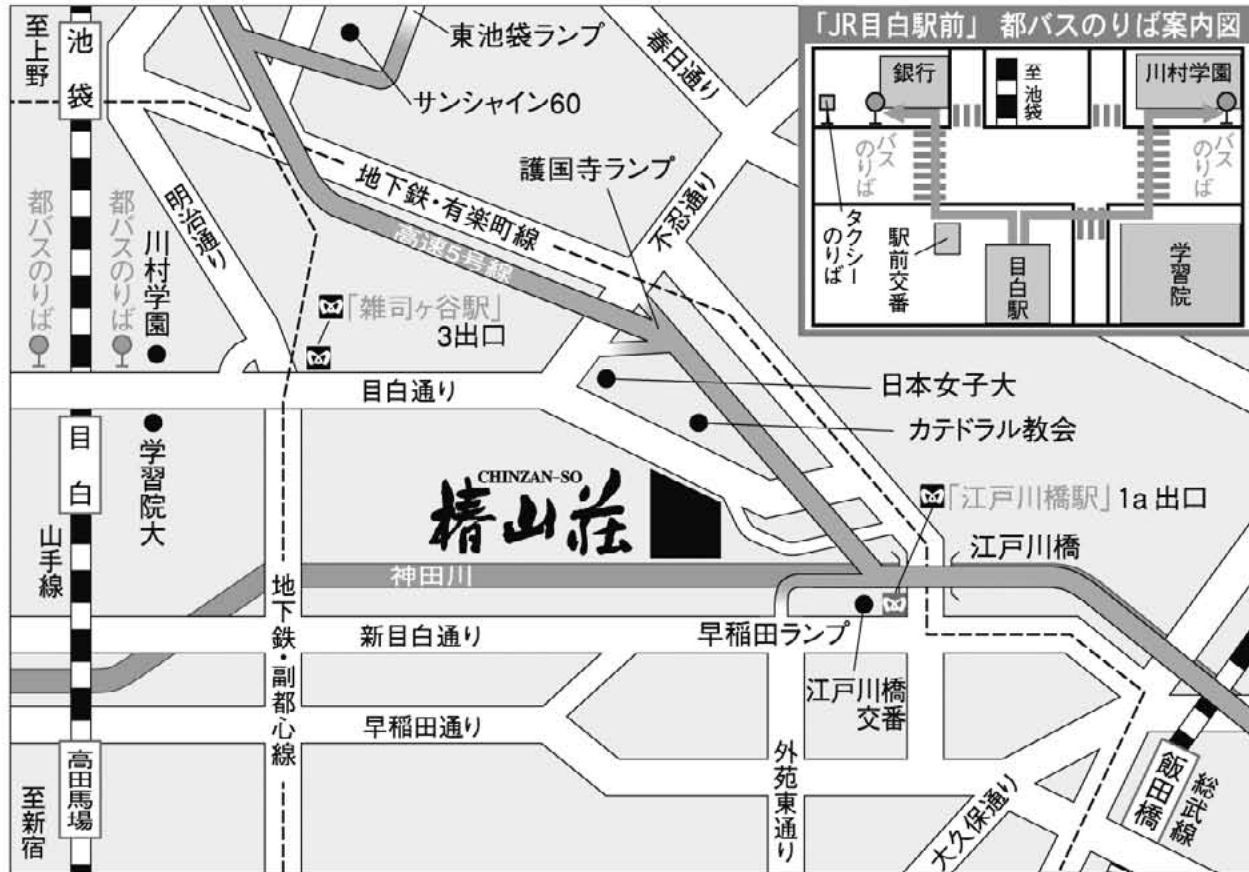 至上野
池袋
東池袋ランプ
サンシャイン60
春日通り
護国寺ランプ
地下鉄・有楽町線
不忍通り
高速5号線
明治通り
都バスのりば
都バスのりば
川村学園
「雑司ヶ谷駅」
3出口
目白通り
日本女子大
カテドラル教会
目白
学習院大
山手線
CHINZAN-SO
椿山荘
「江戸川橋駅」1a出口
江戸川橋
神田川
地下鉄・副都心線
新目白通り
早稲田ランプ
江戸川橋
交番
早稲田通り
外苑東通り
大久保通り
飯田橋
総武線
高田馬場
至新宿
「JR目白駅前」 都バスのりば案内図
銀行
至池袋
川村学園
バス
のりば
バス
のりば
タクシー
のりば
駅前交番
目白駅
学習院